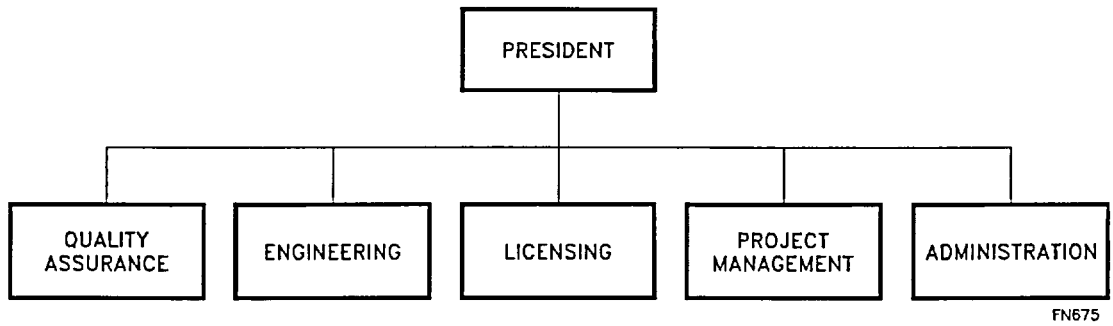 PRESIDENT
QUALITY
ASSURANCE
ENGINEERING
LICENSING
PROJECT
MANAGEMENT
ADMINISTRATION
FN675